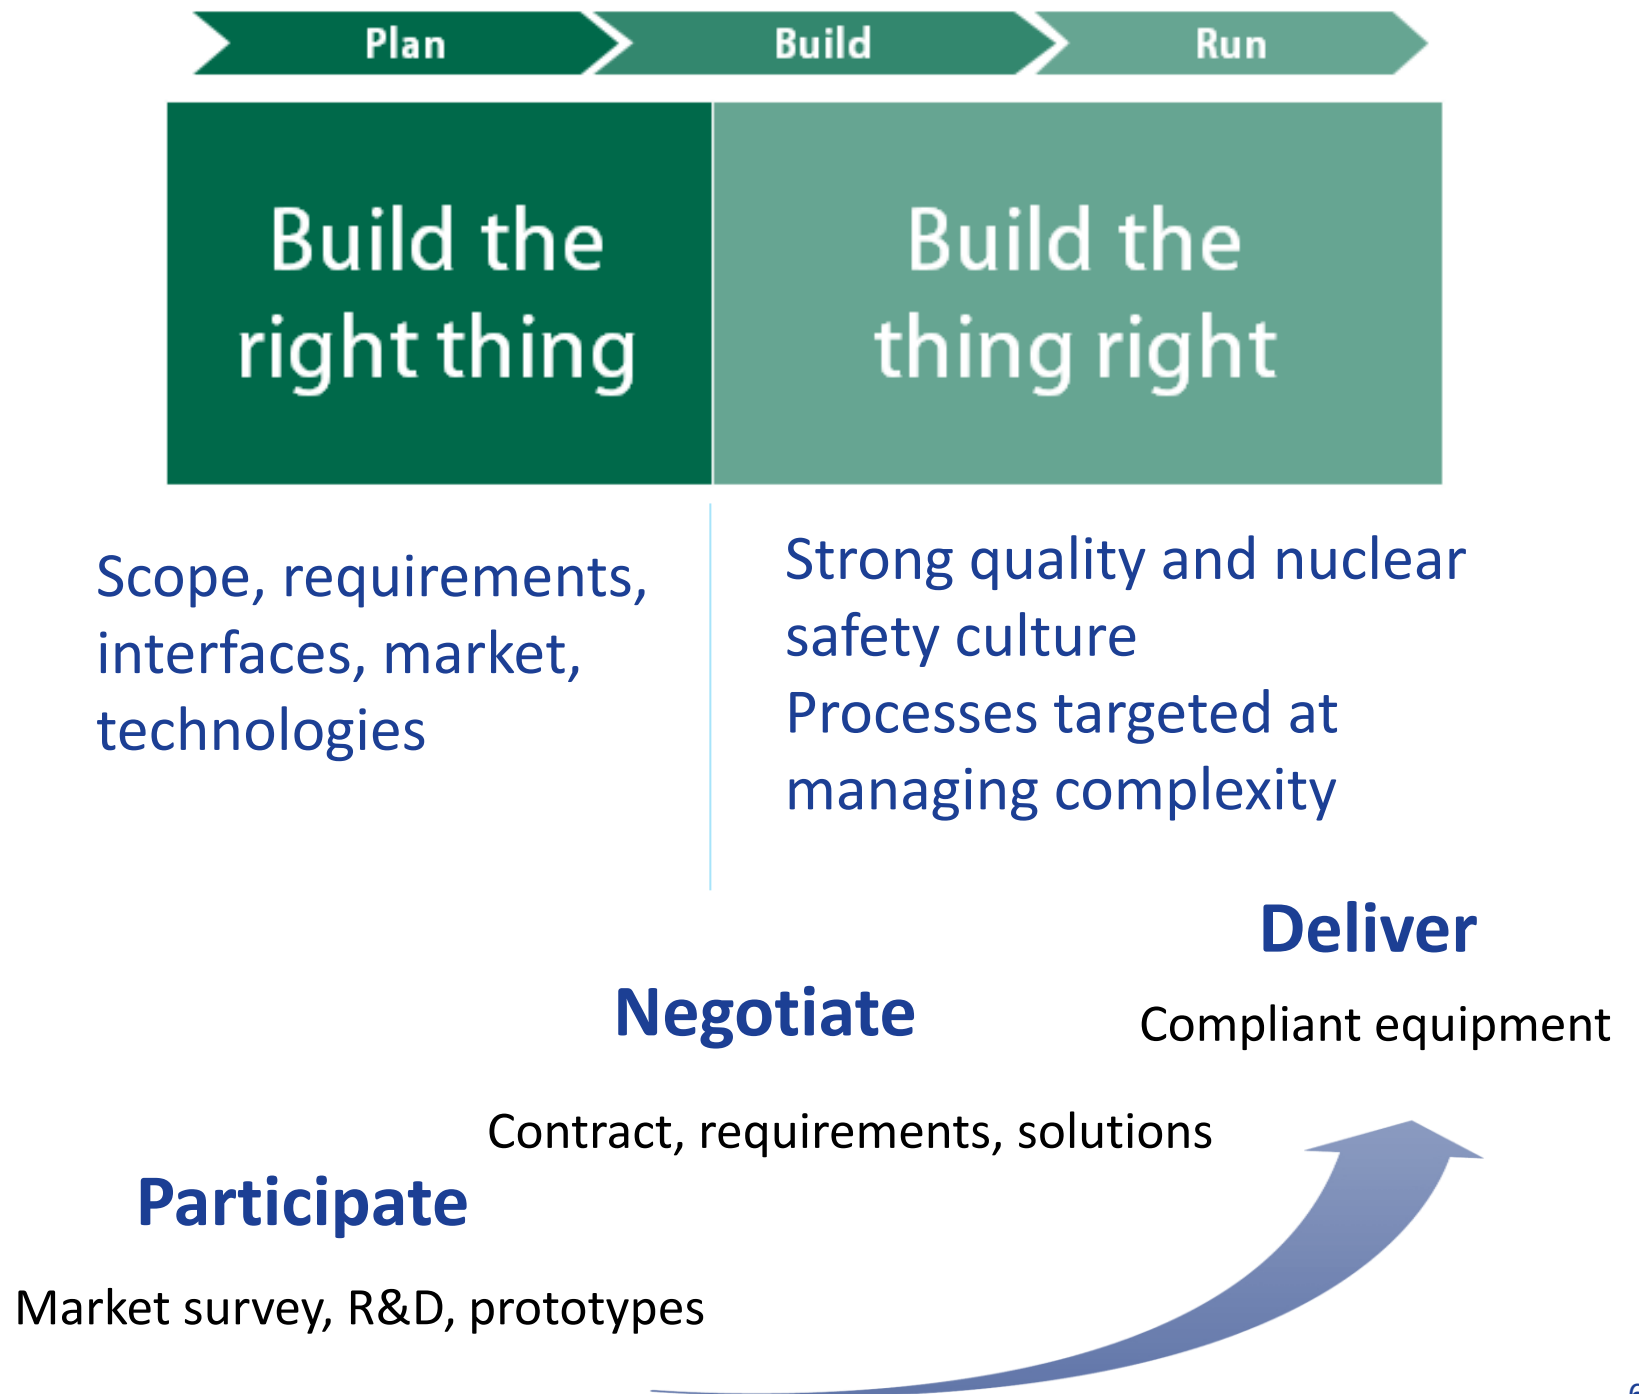 Plan
Build
Run
Build the
right thing
Build the
thing right
Scope, requirements,
interfaces, market,
technologies
Strong quality and nuclear
safety culture
Processes targeted at
managing complexity
Deliver
Compliant equipment
Negotiate
Contract, requirements, solutions
Participate
Market survey, R&D, prototypes